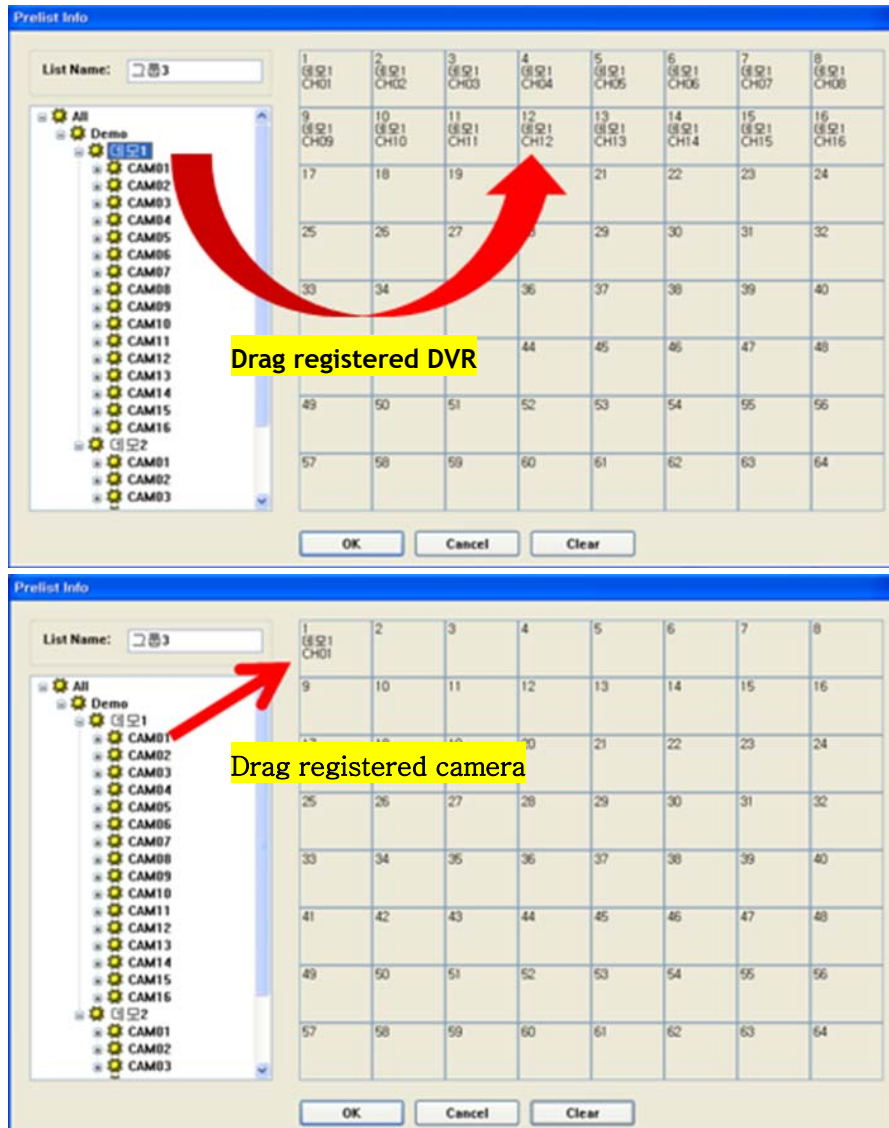 Prelist Info
List Name: 그룹3
All
Demo
데모1
CAM01
CAM02
CAM03
CAM04
CAM05
CAM06
CAM07
CAM08
CAM09
CAM10
CAM11
CAM12
CAM13
CAM14
CAM15
CAM16
데모2
CAM01
CAM02
CAM03
1 2 3 4 5 6 7 8
데모1 데모1 데모1 데모1 데모1 데모1 데모1 데모1
CH01 CH02 CH03 CH04 CH05 CH06 CH07 CH08
9 10 11 12 13 14 15 16
데모1 데모1 데모1 데모1 데모1 데모1 데모1 데모1
CH09 CH10 CH11 CH12 CH13 CH14 CH15 CH16
17 18 19 21 22 23 24
25 26 27 29 30 31 32
33 34 36 37 38 39 40
44 45 46 47 48
49 50 51 52 53 54 55 56
57 58 59 60 61 62 63 64
Drag registered DVR
OK Cancel Clear
Prelist Info
List Name: 그룹3
All
Demo
데모1
CAM01
CAM02
CAM03
CAM04
CAM05
CAM06
CAM07
CAM08
CAM09
CAM10
CAM11
CAM12
CAM13
CAM14
CAM15
CAM16
데모2
CAM01
CAM02
CAM03
1 2 3 4 5 6 7 8
데모1
CH01
9 10 11 12 13 14 15 16
20 21 22 23 24
25 26 27 28 29 30 31 32
33 34 35 36 37 38 39 40
41 42 43 44 45 46 47 48
49 50 51 52 53 54 55 56
57 58 59 60 61 62 63 64
Drag registered camera
OK Cancel Clear